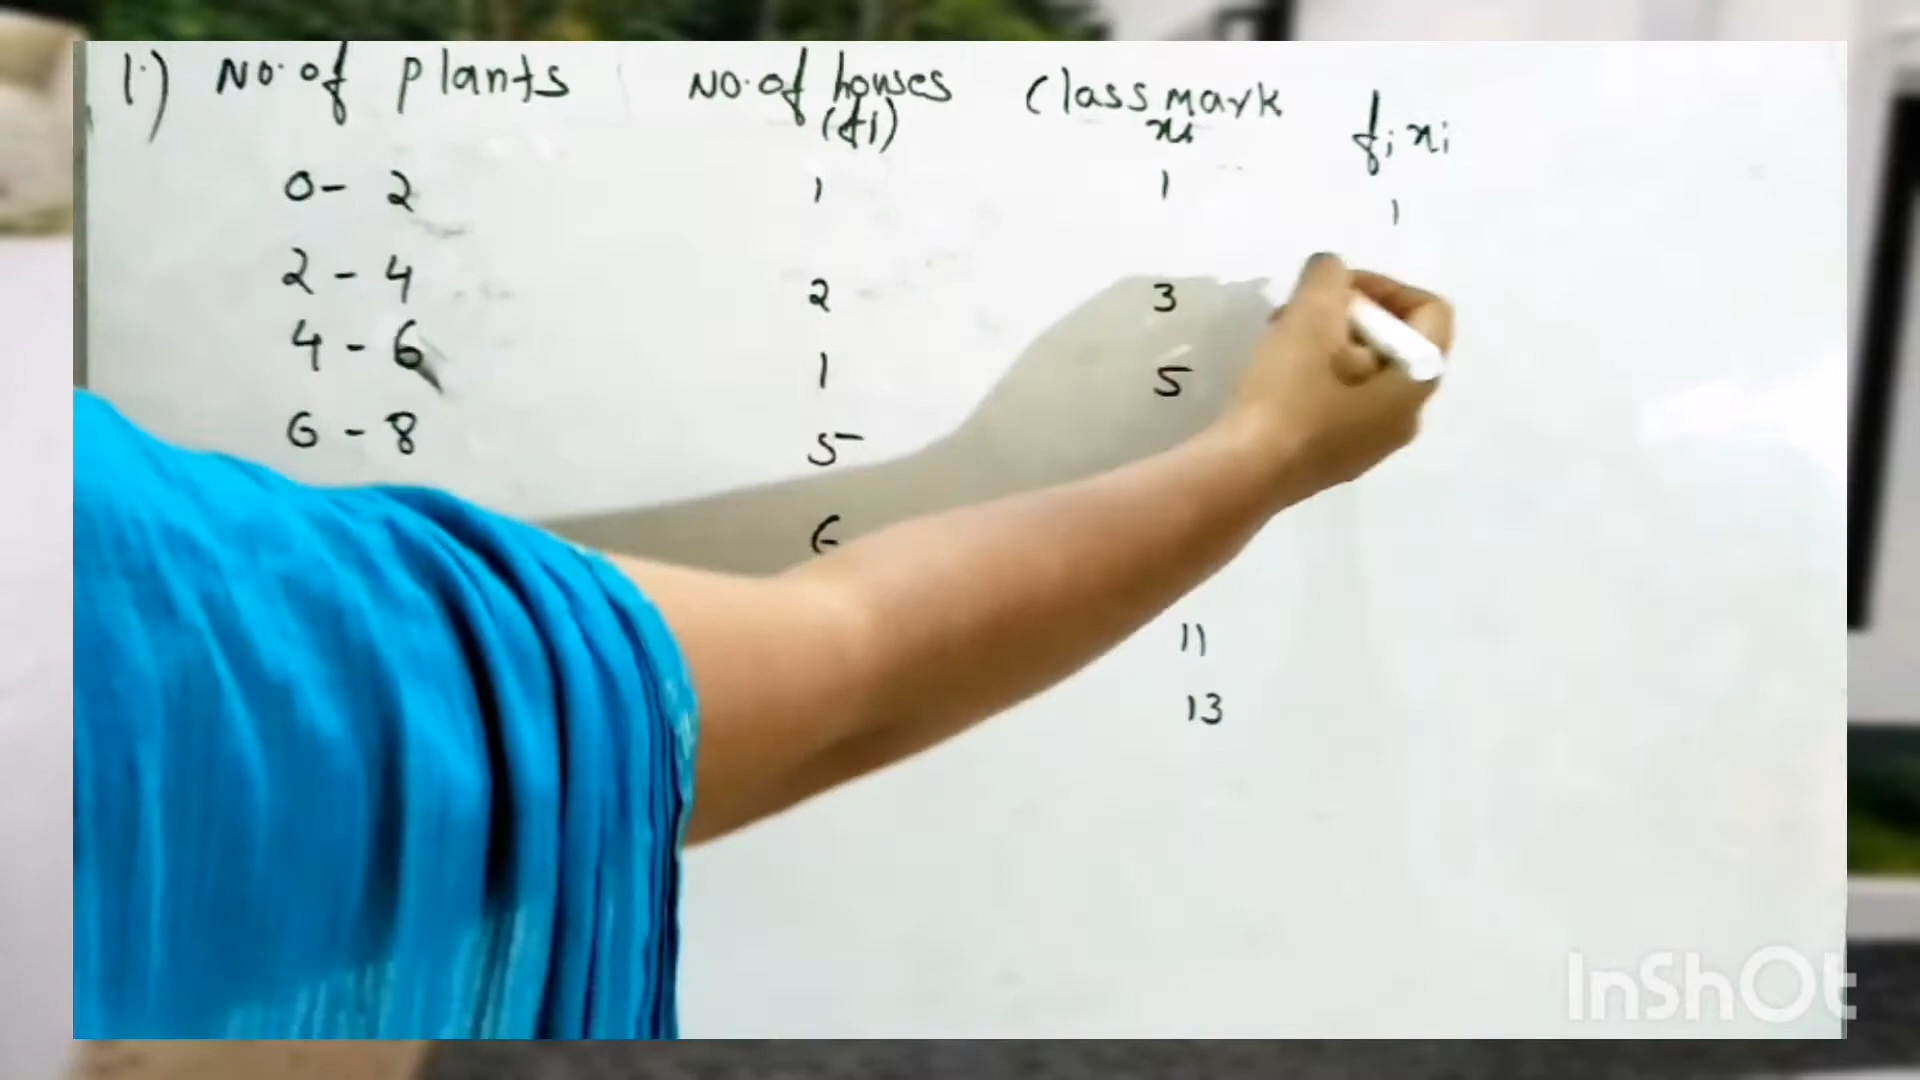 1.) No. of plants No. of houses Class mark
(fi) xi fixi
0 - 2 1 1 1
2 - 4 2 3
4 - 6 1 5
6 - 8 5
6
11
13
InShOt